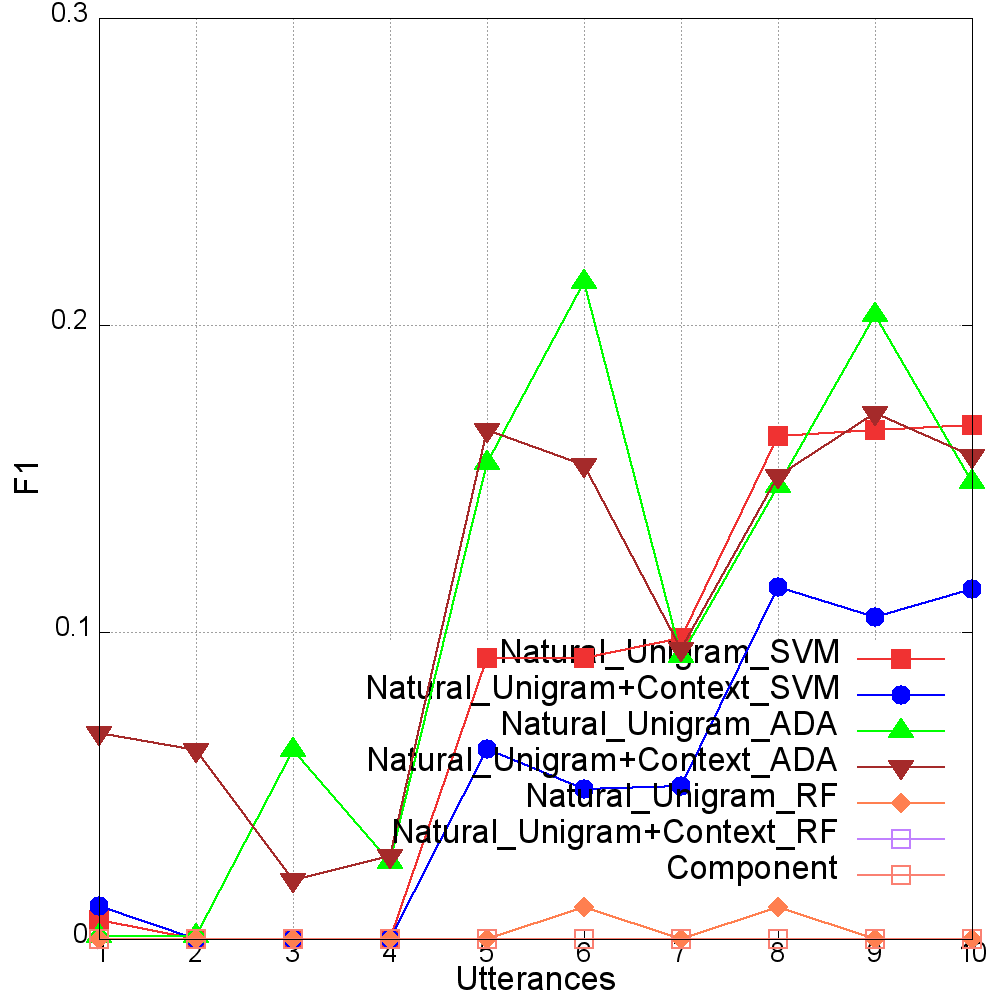 0.3
0.2
F1
0.1
Natural_Unigram_SVM
Natural_Unigram+Context_SVM
Natural_Unigram_ADA
Natural_Unigram+Context_ADA
Natural_Unigram_RF
Natural_Unigram+Context_RF
Component
0
1 2 3 4 5 6 7 8 9 10
Utterances